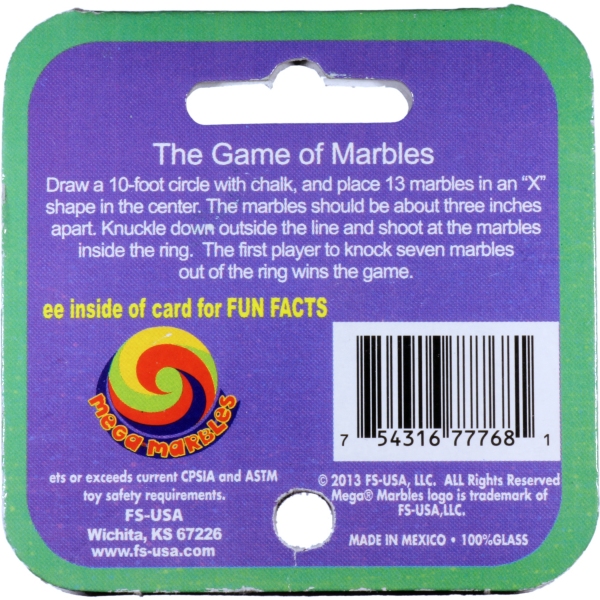 The Game of Marbles
Draw a 10-foot circle with chalk, and place 13 marbles in an “X”
shape in the center. The marbles should be about three inches
apart. Knuckle down outside the line and shoot at the marbles
inside the ring. The first player to knock seven marbles
out of the ring wins the game.
ee inside of card for FUN FACTS
mega marbles
7 54316 77768 1
ets or exceeds current CPSIA and ASTM
toy safety requirements.
FS-USA
Wichita, KS 67226
www.fs-usa.com
© 2013 FS-USA, LLC. ALL Rights Reserved
Mega® Marbles logo is trademark of
FS-USA,LLC.
MADE IN MEXICO • 100%GLASS